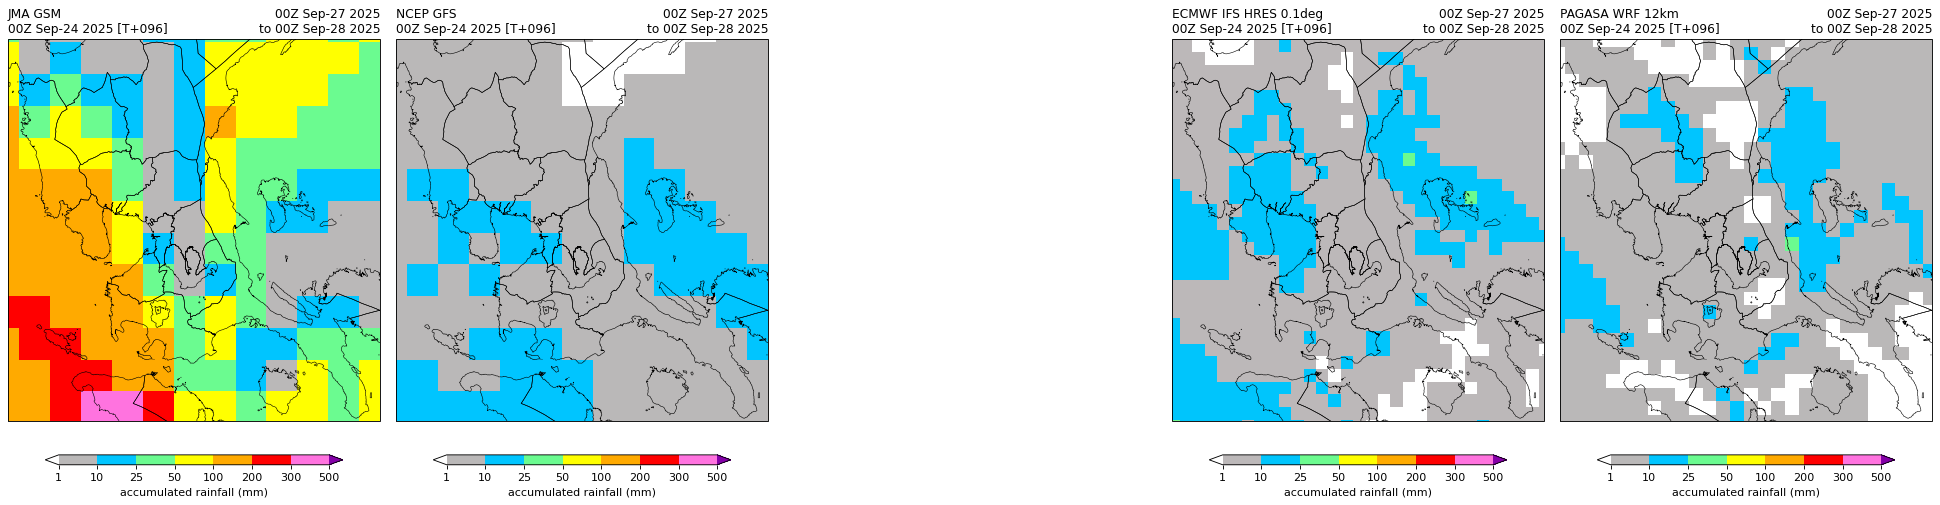 JMA GSM 00Z Sep-27 2025
00Z Sep-24 2025 [T+096] to 00Z Sep-28 2025
1 10 25 50 100 200 300 500
accumulated rainfall (mm)
NCEP GFS 00Z Sep-27 2025
00Z Sep-24 2025 [T+096] to 00Z Sep-28 2025
1 10 25 50 100 200 300 500
accumulated rainfall (mm)
ECMWF IFS HRES 0.1deg 00Z Sep-27 2025
00Z Sep-24 2025 [T+096] to 00Z Sep-28 2025
1 10 25 50 100 200 300 500
accumulated rainfall (mm)
PAGASA WRF 12km 00Z Sep-27 2025
00Z Sep-24 2025 [T+096] to 00Z Sep-28 2025
1 10 25 50 100 200 300 500
accumulated rainfall (mm)